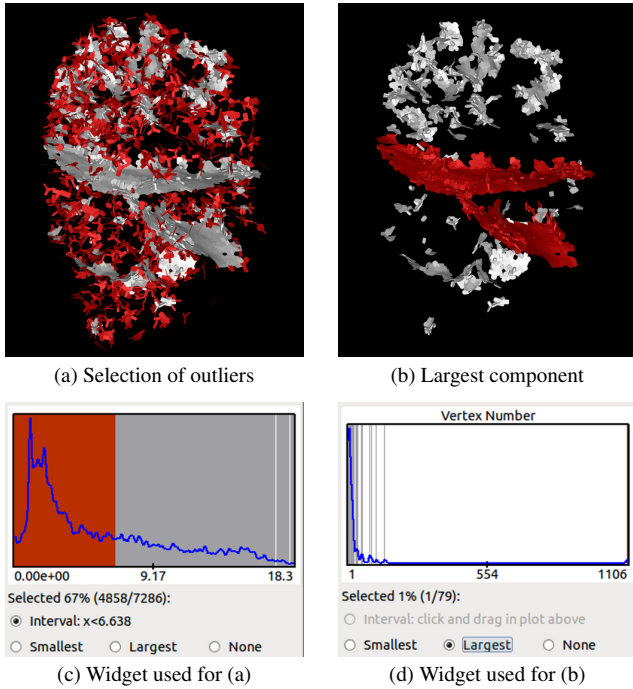 (a) Selection of outliers
(b) Largest component
0.00e+00 9.17 18.3
Selected 67% (4858/7286):
Interval: x<6.638
Smallest Largest None
(c) Widget used for (a)
Vertex Number
1 554 1106
Selected 1% (1/79):
Interval: click and drag in plot above
Smallest Largest None
(d) Widget used for (b)